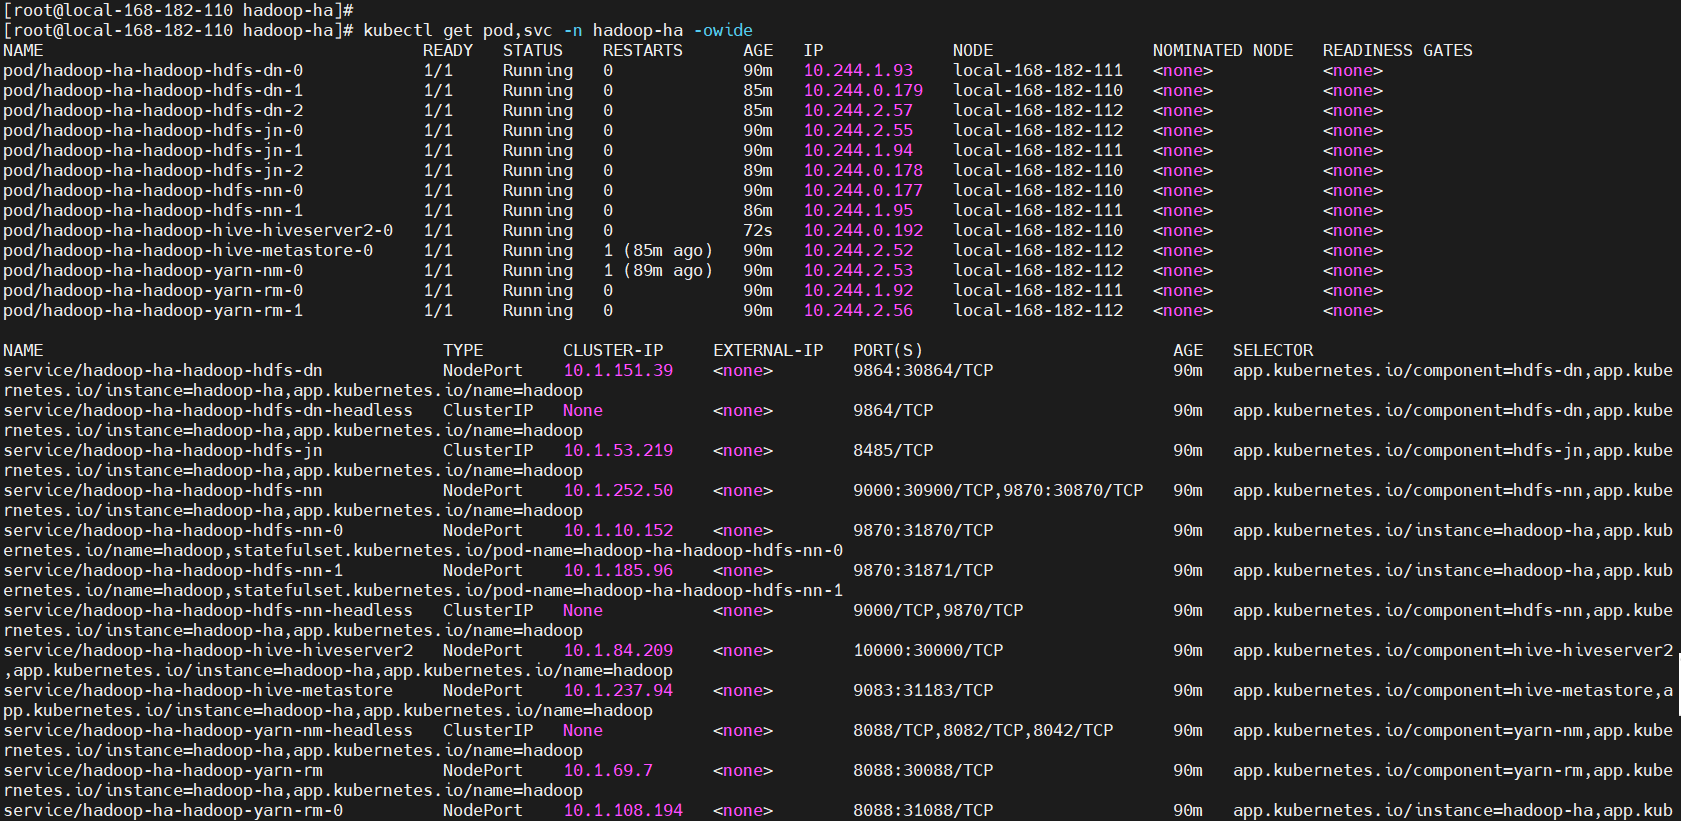 [root@local-168-182-110 hadoop-ha]#
[root@local-168-182-110 hadoop-ha]# kubectl get pod,svc -n hadoop-ha -owide
NAME READY STATUS RESTARTS AGE IP NODE NOMINATED NODE READINESS GATES
pod/hadoop-ha-hadoop-hdfs-dn-0 1/1 Running 0 90m 10.244.1.93 local-168-182-111 <none> <none>
pod/hadoop-ha-hadoop-hdfs-dn-1 1/1 Running 0 85m 10.244.0.179 local-168-182-110 <none> <none>
pod/hadoop-ha-hadoop-hdfs-dn-2 1/1 Running 0 85m 10.244.2.57 local-168-182-112 <none> <none>
pod/hadoop-ha-hadoop-hdfs-jn-0 1/1 Running 0 90m 10.244.2.55 local-168-182-112 <none> <none>
pod/hadoop-ha-hadoop-hdfs-jn-1 1/1 Running 0 90m 10.244.1.94 local-168-182-111 <none> <none>
pod/hadoop-ha-hadoop-hdfs-jn-2 1/1 Running 0 89m 10.244.0.178 local-168-182-110 <none> <none>
pod/hadoop-ha-hadoop-hdfs-nn-0 1/1 Running 0 90m 10.244.0.177 local-168-182-110 <none> <none>
pod/hadoop-ha-hadoop-hdfs-nn-1 1/1 Running 0 86m 10.244.1.95 local-168-182-111 <none> <none>
pod/hadoop-ha-hadoop-hive-hiveserver2-0 1/1 Running 0 72s 10.244.0.192 local-168-182-110 <none> <none>
pod/hadoop-ha-hadoop-hive-metastore-0 1/1 Running 1 (85m ago) 90m 10.244.2.52 local-168-182-112 <none> <none>
pod/hadoop-ha-hadoop-yarn-nm-0 1/1 Running 1 (89m ago) 90m 10.244.2.53 local-168-182-112 <none> <none>
pod/hadoop-ha-hadoop-yarn-rm-0 1/1 Running 0 90m 10.244.1.92 local-168-182-111 <none> <none>
pod/hadoop-ha-hadoop-yarn-rm-1 1/1 Running 0 90m 10.244.2.56 local-168-182-112 <none> <none>
NAME TYPE CLUSTER-IP EXTERNAL-IP PORT(S) AGE SELECTOR
service/hadoop-ha-hadoop-hdfs-dn NodePort 10.1.151.39 <none> 9864:30864/TCP 90m app.kubernetes.io/component=hdfs-dn,app.kube
rnetes.io/instance=hadoop-ha,app.kubernetes.io/name=hadoop
service/hadoop-ha-hadoop-hdfs-dn-headless ClusterIP None <none> 9864/TCP 90m app.kubernetes.io/component=hdfs-dn,app.kube
rnetes.io/instance=hadoop-ha,app.kubernetes.io/name=hadoop
service/hadoop-ha-hadoop-hdfs-jn ClusterIP 10.1.53.219 <none> 8485/TCP 90m app.kubernetes.io/component=hdfs-jn,app.kube
rnetes.io/instance=hadoop-ha,app.kubernetes.io/name=hadoop
service/hadoop-ha-hadoop-hdfs-nn NodePort 10.1.252.50 <none> 9000:30900/TCP,9870:30870/TCP 90m app.kubernetes.io/component=hdfs-nn,app.kube
rnetes.io/instance=hadoop-ha,app.kubernetes.io/name=hadoop
service/hadoop-ha-hadoop-hdfs-nn-0 NodePort 10.1.10.152 <none> 9870:31870/TCP 90m app.kubernetes.io/instance=hadoop-ha,app.kub
ernetes.io/name=hadoop,statefulset.kubernetes.io/pod-name=hadoop-ha-hadoop-hdfs-nn-0
service/hadoop-ha-hadoop-hdfs-nn-1 NodePort 10.1.185.96 <none> 9870:31871/TCP 90m app.kubernetes.io/instance=hadoop-ha,app.kub
ernetes.io/name=hadoop,statefulset.kubernetes.io/pod-name=hadoop-ha-hadoop-hdfs-nn-1
service/hadoop-ha-hadoop-hdfs-nn-headless ClusterIP None <none> 9000/TCP,9870/TCP 90m app.kubernetes.io/component=hdfs-nn,app.kube
rnetes.io/instance=hadoop-ha,app.kubernetes.io/name=hadoop
service/hadoop-ha-hadoop-hive-hiveserver2 NodePort 10.1.84.209 <none> 10000:30000/TCP 90m app.kubernetes.io/component=hive-hiveserver2
,app.kubernetes.io/instance=hadoop-ha,app.kubernetes.io/name=hadoop
service/hadoop-ha-hadoop-hive-metastore NodePort 10.1.237.94 <none> 9083:31183/TCP 90m app.kubernetes.io/component=hive-metastore,a
pp.kubernetes.io/instance=hadoop-ha,app.kubernetes.io/name=hadoop
service/hadoop-ha-hadoop-yarn-nm-headless ClusterIP None <none> 8088/TCP,8082/TCP,8042/TCP 90m app.kubernetes.io/component=yarn-nm,app.kube
rnetes.io/instance=hadoop-ha,app.kubernetes.io/name=hadoop
service/hadoop-ha-hadoop-yarn-rm NodePort 10.1.69.7 <none> 8088:30088/TCP 90m app.kubernetes.io/component=yarn-rm,app.kube
rnetes.io/instance=hadoop-ha,app.kubernetes.io/name=hadoop
service/hadoop-ha-hadoop-yarn-rm-0 NodePort 10.1.108.194 <none> 8088:31088/TCP 90m app.kubernetes.io/instance=hadoop-ha,app.kub